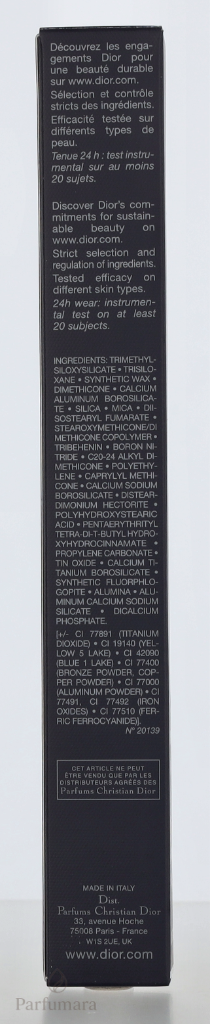 Découvrez les enga-
gements Dior pour
une beauté durable
sur www.dior.com.
Sélection et contrôle
stricts des ingrédients.
Efficacité testée sur
différents types de
peau.
Tenue 24 h : test instru-
mental sur au moins
20 sujets.
Discover Dior's com-
mitments for sustain-
able beauty on
www.dior.com.
Strict selection and
regulation of ingredients.
Tested efficacy on
different skin types.
24h wear: instrumen-
tal test on at least
20 subjects.
INGREDIENTS: TRIMETHYL-
SILOXYSILICATE • TRISILO-
XANE • SYNTHETIC WAX •
DIMETHICONE • CALCIUM
ALUMINUM BOROSILICA-
TE • SILICA • MICA • DII-
SOSTEARYL FUMARATE •
STEAROXYMETHICONE/DI
METHICONE COPOLYMER •
TRIBEHENIN • BORON NI-
TRIDE • C20-24 ALKYL DI-
METHICONE • POLYETHY-
LENE • CAPRYLYL METHI-
CONE • CALCIUM SODIUM
BOROSILICATE • DISTEAR-
DIMONIUM HECTORITE •
POLYHYDROXYSTEARIC
ACID • PENTAERYTHRITYL
TETRA-DI-T-BUTYL HYDRO-
XYHYDROCINNAMATE •
PROPYLENE CARBONATE •
TIN OXIDE • CALCIUM TI-
TANIUM BOROSILICATE •
SYNTHETIC FLUORPHLO-
GOPITE • ALUMINA • ALU-
MINUM CALCIUM SODIUM
SILICATE • DICALCIUM
PHOSPHATE.
[+/- CI 77891 (TITANIUM
DIOXIDE) • CI 19140 (YEL-
LOW 5 LAKE) • CI 42090
(BLUE 1 LAKE) • CI 77400
(BRONZE POWDER, COP-
PER POWDER) • CI 77000
(ALUMINUM POWDER) • CI
77491, CI 77492 (IRON
OXIDES) • CI 77510 (FER-
RIC FERROCYANIDE)].
N° 20139
CET ARTICLE NE PEUT
ÊTRE VENDU QUE PAR LES
DISTRIBUTEURS AGRÉÉS DES
Parfums Christian Dior
MADE IN ITALY
Dist.
Parfums Christian Dior
33, avenue Hoche
75008 Paris - France
W1S 2UE, UK
www.dior.com
Parfumara